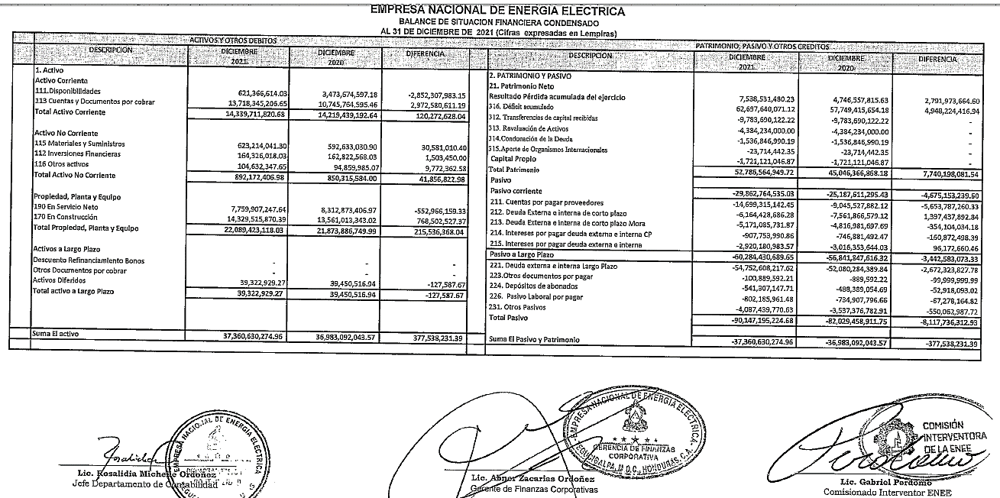 EMPRESA NACIONAL DE ENERGIA ELECTRICA
BALANCE DE SITUACION FINANCIERA CONDENSADO
AL 31 DE DICIEMBRE DE 2021 (Cifras expresadas en Lempiras)
ACTIVOS Y OTROS DEBITOS
DESCRIPCIÓN DICIEMBRE 2021 DICIEMBRE 2020 DIFERENCIA
1. Activo
Activo Corriente
111.Disponibilidades 621,366,614.03 3,473,674,597.18 -2,852,307,983.15
113 Cuentas y Documentos por cobrar 13,718,345,206.65 10,745,764,595.46 2,972,580,611.19
Total Activo Corriente 14,339,711,820.68 14,219,439,192.64 120,272,628.04
Activo No Corriente
115 Materiales y Suministros 623,214,041.30 592,633,030.90 30,581,010.40
112 Inversiones Financieras 164,326,018.03 162,822,568.03 1,503,450.00
116 Otros activos 104,632,347.65 94,859,985.07 9,772,362.58
Total Activo No Corriente 892,172,406.98 850,315,584.00 41,856,822.98
Propiedad, Planta y Equipo
190 En Servicio Neto 7,759,907,247.64 8,312,873,406.97 -552,966,159.33
170 En Construcción 14,329,515,870.39 13,561,013,343.02 768,502,527.37
Total Propiedad, Planta y Equipo 22,089,423,118.03 21,873,886,749.99 215,536,368.04
Activos a Largo Plazo
Descuento Refinanciamiento Bonos - - -
Otros Documentos por cobrar - - -
Activos Diferidos 39,322,929.27 39,450,516.94 -127,587.67
Total activo a Largo Plazo 39,322,929.27 39,450,516.94 -127,587.67
Suma El activo 37,360,630,274.96 36,983,092,043.57 377,538,231.39
PATRIMONIO, PASIVO Y OTROS CREDITOS
DESCRIPCION DICIEMBRE 2021 DICIEMBRE 2020 DIFERENCIA
2. PATRIMONIO Y PASIVO
21. Patrimonio Neto
Resultado Pérdida acumulada del ejercicio 7,538,531,480.23 4,746,557,815.63 2,791,973,664.60
316. Déficit acumulado 62,697,640,071.12 57,749,415,654.18 4,948,224,416.94
312. Transferencias de capital recibidas -9,783,690,122.22 -9,783,690,122.22 -
313. Revaluación de Activos -4,384,234,000.00 -4,384,234,000.00 -
314.Condonación de la Deuda -1,536,846,990.19 -1,536,846,990.19 -
315.Aporte de Organismos Internacionales -23,714,442.35 -23,714,442.35 -
Capital Propio -1,721,121,046.87 -1,721,121,046.87 -
Total Patrimonio 52,786,564,949.72 45,046,366,868.18 7,740,198,081.54
Pasivo
Pasivo corriente -29,862,764,535.03 -25,187,611,295.43 -4,675,153,239.60
211. Cuentas por pagar proveedores -14,699,315,142.45 -9,045,527,882.12 -5,653,787,260.33
212. Deuda Externa e interna de corto plazo -6,164,428,686.28 -7,561,866,579.12 1,397,437,892.84
213. Deuda Externa e interna de corto plazo Mora -5,171,085,731.87 -4,816,981,697.69 -354,104,034.18
214. Intereses por pagar deuda externa e interna CP -907,753,990.86 -746,881,492.47 -160,872,498.39
215. Intereses por pagar deuda externa e interna -2,920,180,983.57 -3,016,353,644.03 96,172,660.46
Pasivo a Largo Plazo -60,284,430,689.65 -56,841,847,616.32 -3,442,583,073.33
221. Deuda externa e interna Largo Plazo -54,752,608,217.62 -52,080,284,389.84 -2,672,323,827.78
223.Otros documentos por pagar -100,889,592.21 -889,592.22 -99,999,999.99
224. Depósitos de abonados -541,307,147.71 -488,389,054.69 -52,918,093.02
226. Pasivo Laboral por pagar -802,185,961.48 -734,907,796.66 -67,278,164.82
231. Otros Pasivos -4,087,439,770.63 -3,537,376,782.91 -550,062,987.72
Total Pasivo -90,147,195,224.68 -82,029,458,911.75 -8,117,736,312.93
Suma El Pasivo y Patrimonio -37,360,630,274.96 -36,983,092,043.57 -377,538,231.39
EMPRESA NACIONAL DE ENERGIA ELECTRICA
Lic. Rosalidia Michelle Ordoñez
Jefe Departamento de Contabilidad
EMPRESA NACIONAL DE ENERGIA ELECTRICA
GERENCIA DE FINANZAS
CORPORATIVA
TEGUCIGALPA, M.D.C., HONDURAS, C.A.
Lic. Abner Zacarias Ordoñez
Gerente de Finanzas Corporativas
COMISIÓN
INTERVENTORA
DE LA ENEE
Lic. Gabriel Perdomo
Comisionado Interventor ENEE